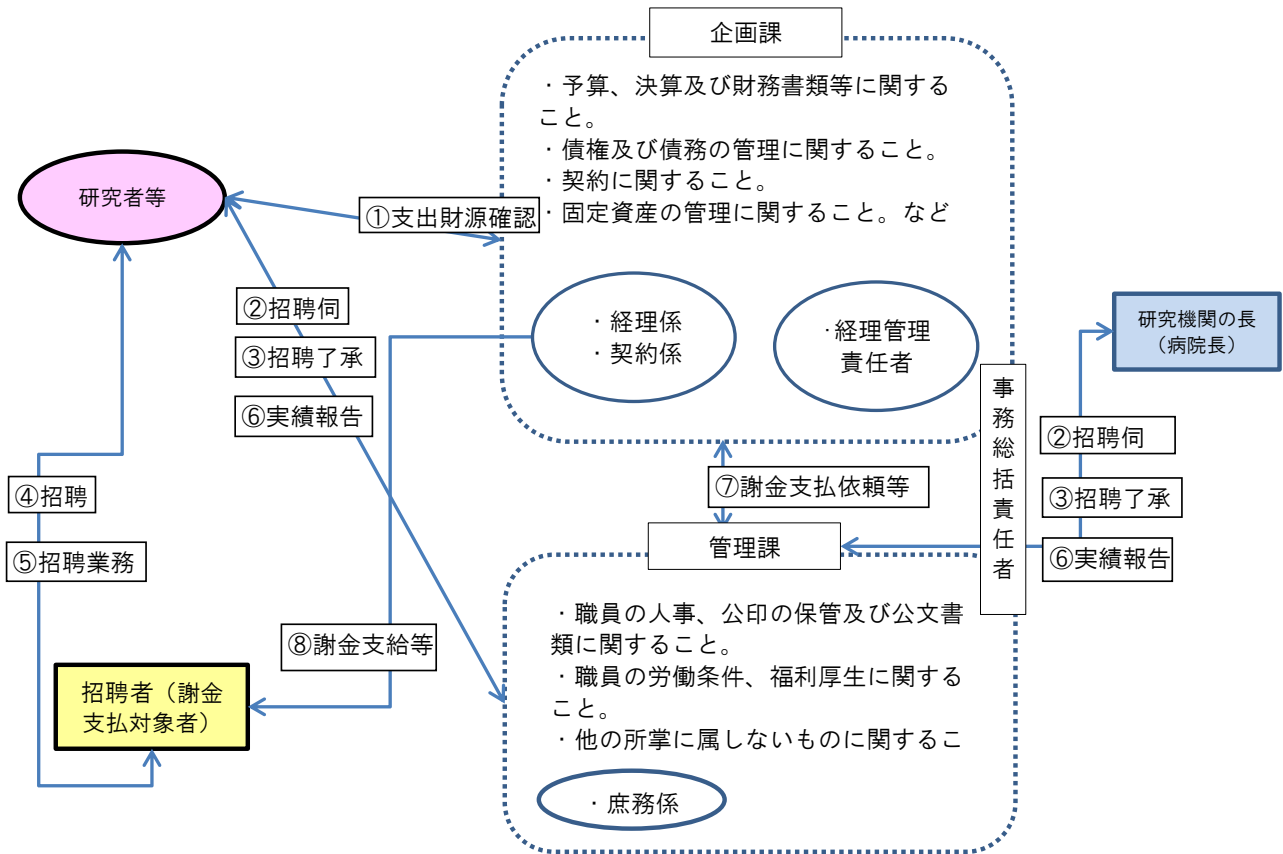 企画課
・予算、決算及び財務書類等に関する
こと。
・債権及び債務の管理に関すること。
・契約に関すること。
・固定資産の管理に関すること。など
研究者等
①支出財源確認
②招聘伺
③招聘了承
⑥実績報告
・経理係
・契約係
・経理管理
責任者
研究機関の長
（病院長）
事務総括責任者
②招聘伺
③招聘了承
⑥実績報告
④招聘
⑤招聘業務
⑦謝金支払依頼等
管理課
・職員の人事、公印の保管及び公文書
類に関すること。
・職員の労働条件、福利厚生に関する
こと。
・他の所掌に属しないものに関するこ
⑧謝金支給等
招聘者（謝金
支払対象者）
・庶務係